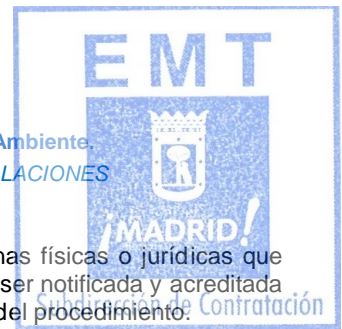 EMT
Ambiente.
LACIONES
¡MADRID!
nas físicas o jurídicas que
ser notificada y acreditada
Subdirección de Contratación
del procedimiento.